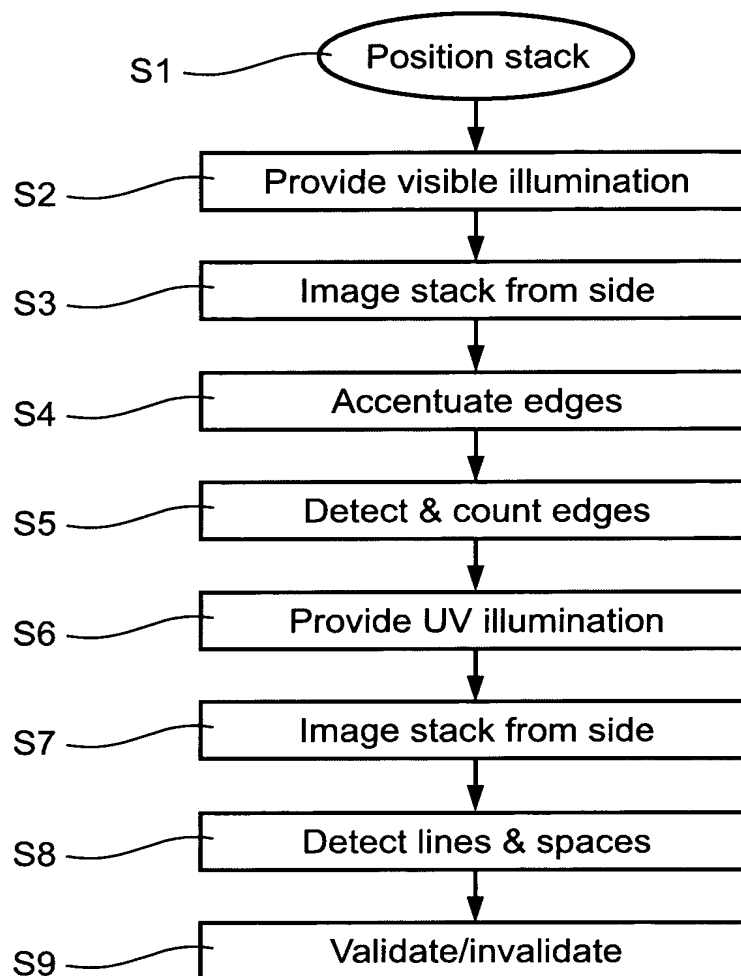 S1 Position stack
S2 Provide visible illumination
S3 Image stack from side
S4 Accentuate edges
S5 Detect & count edges
S6 Provide UV illumination
S7 Image stack from side
S8 Detect lines & spaces
S9 Validate/invalidate